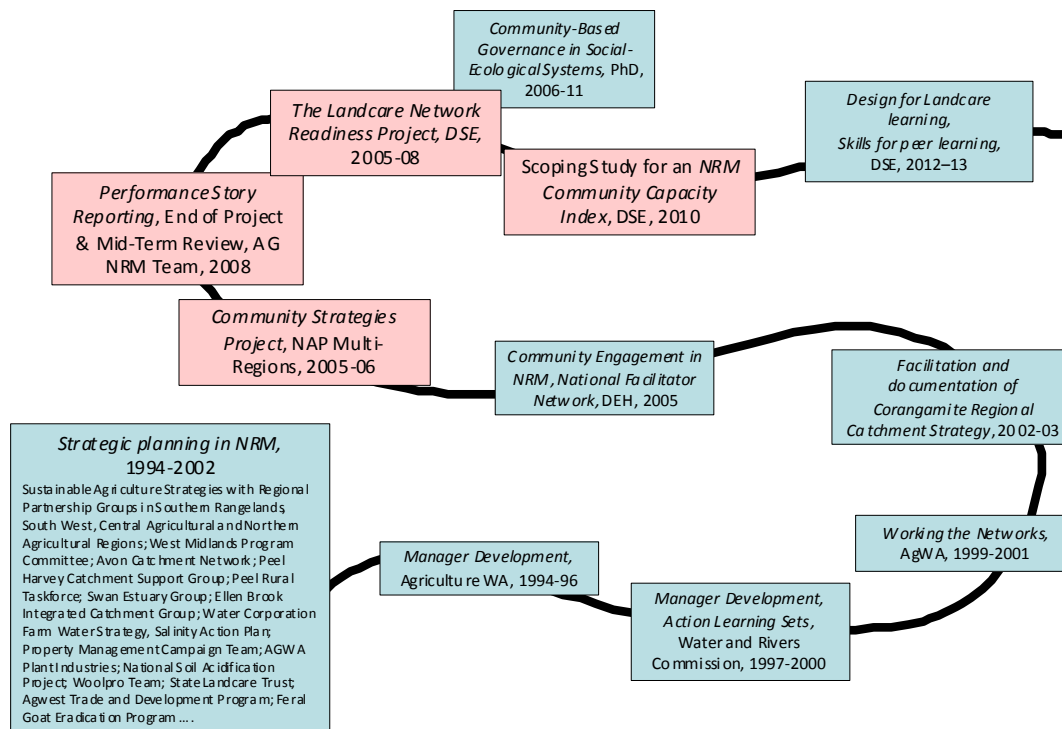 Community-Based
Governance in Social-
Ecological Systems, PhD,
2006-11
The Landcare Network
Readiness Project, DSE,
2005-08
Design for Landcare
learning,
Skills for peer learning,
DSE, 2012–13
Scoping Study for an NRM
Community Capacity
Index, DSE, 2010
Performance Story
Reporting, End of Project
& Mid-Term Review, AG
NRM Team, 2008
Community Strategies
Project, NAP Multi-
Regions, 2005-06
Community Engagement in
NRM, National Facilitator
Network, DEH, 2005
Facilitation and
documentation of
Corangamite Regional
Catchment Strategy, 2002-03
Strategic planning in NRM,
1994-2002
Sustainable Agriculture Strategies with Regional
Partnership Groups in Southern Rangelands,
South West, Central Agricultural and Northern
Agricultural Regions; West Midlands Program
Committee; Avon Catchment Network; Peel
Harvey Catchment Support Group; Peel Rural
Taskforce; Swan Estuary Group; Ellen Brook
Integrated Catchment Group; Water Corporation
Farm Water Strategy, Salinity Action Plan;
Property Management Campaign Team; AGWA
Plant Industries; National Soil Acidification
Project; Woolpro Team; State Landcare Trust;
Agwest Trade and Development Program; Feral
Goat Eradication Program ....
Manager Development,
Agriculture WA, 1994-96
Working the Networks,
AgWA, 1999-2001
Manager Development,
Action Learning Sets,
Water and Rivers
Commission, 1997-2000